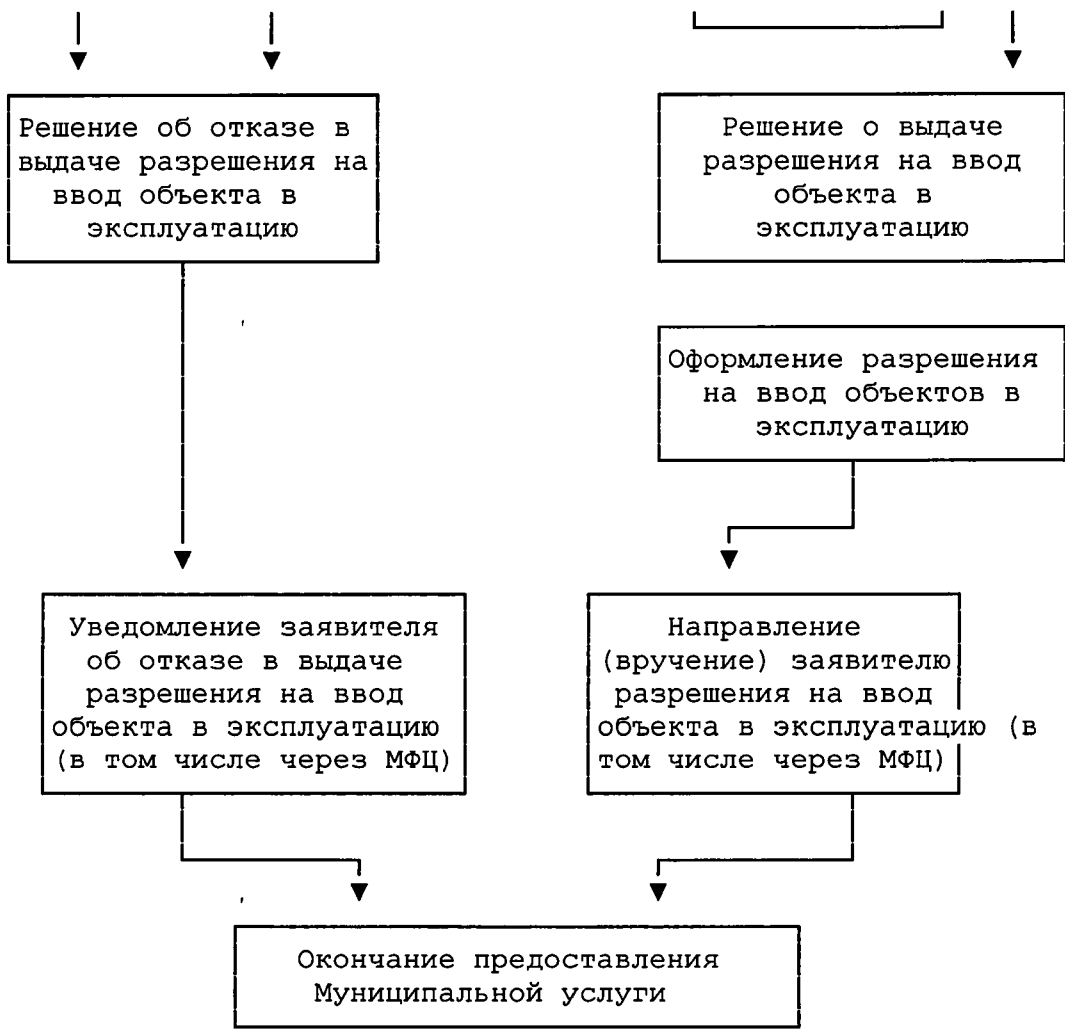 Решение об отказе в
выдаче разрешения на
ввод объекта в
эксплуатацию
Решение о выдаче
разрешения на ввод
объекта в
эксплуатацию
Оформление разрешения
на ввод объектов в
эксплуатацию
Уведомление заявителя
об отказе в выдаче
разрешения на ввод
объекта в эксплуатацию
(в том числе через МФЦ)
Направление
(вручение) заявителю
разрешения на ввод
объекта в эксплуатацию (в
том числе через МФЦ)
Окончание предоставления
Муниципальной услуги